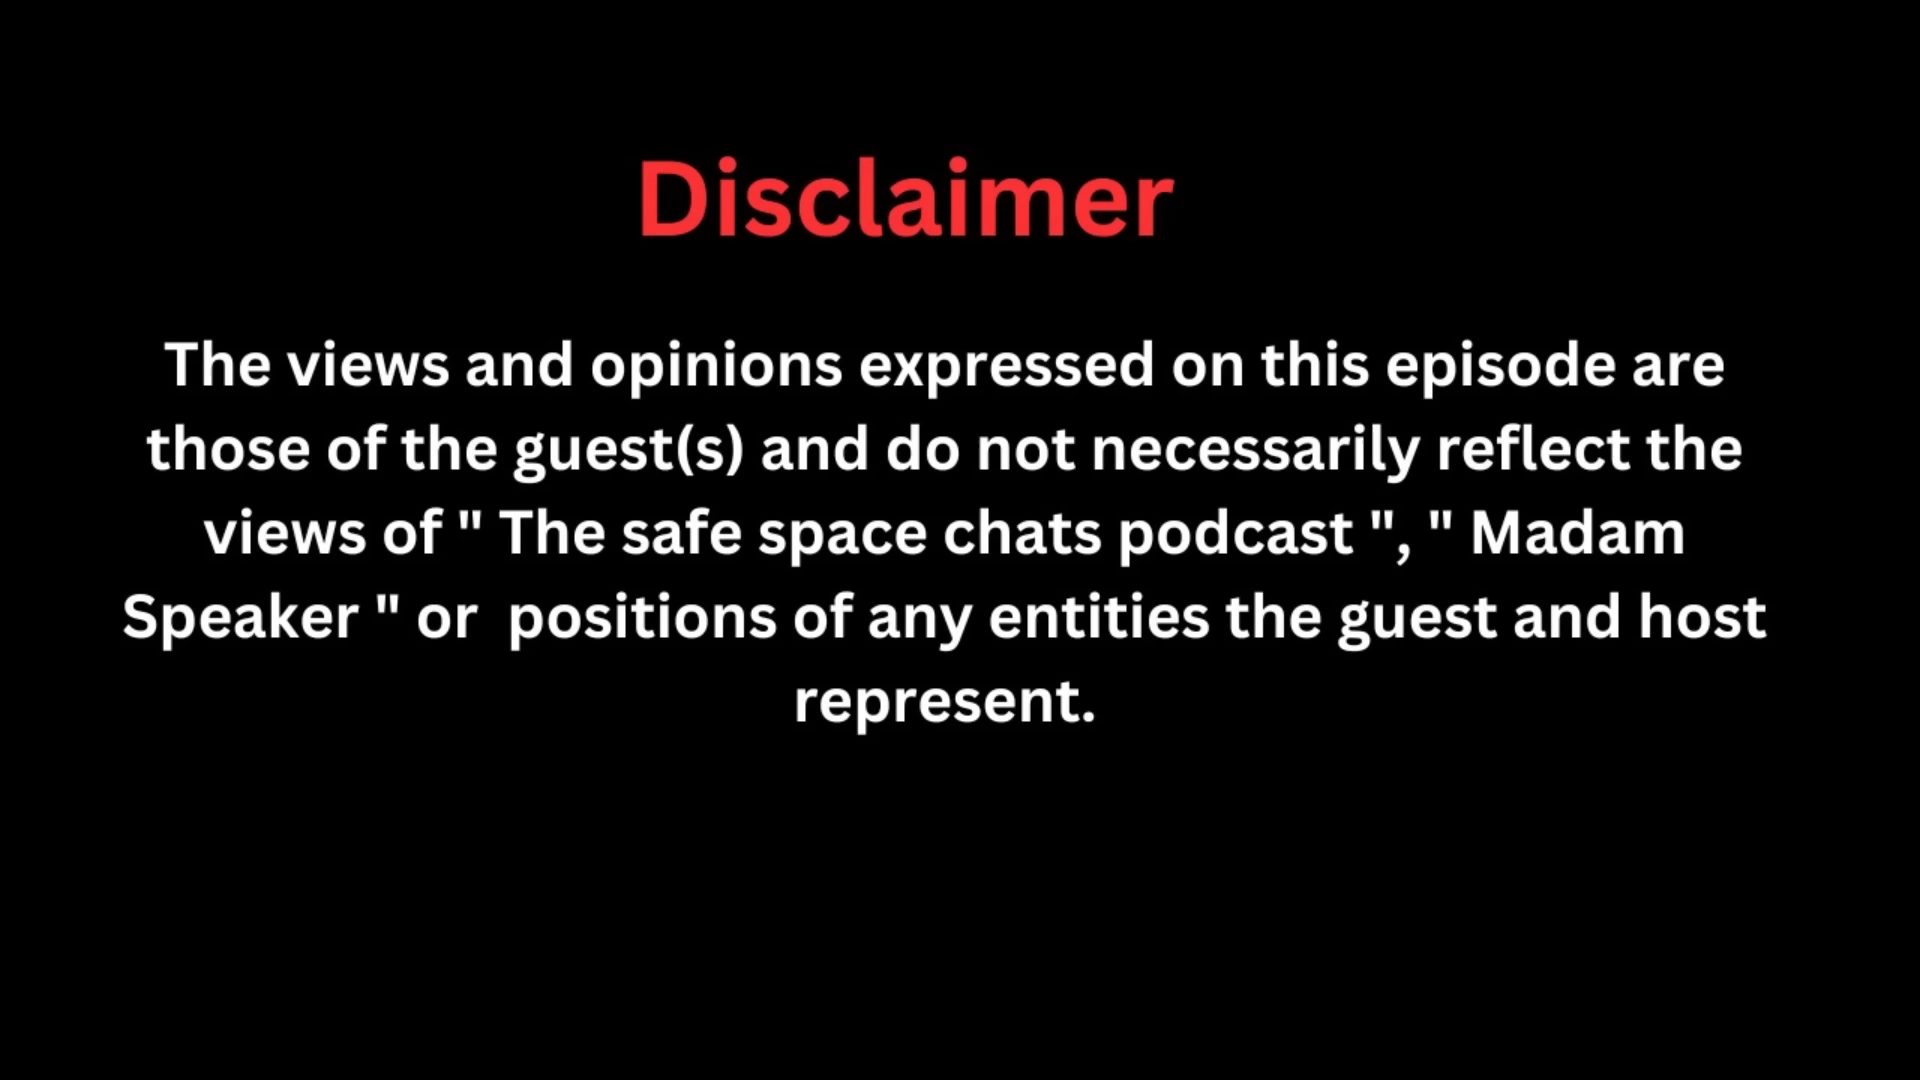 Disclaimer
The views and opinions expressed on this episode are
those of the guest(s) and do not necessarily reflect the
views of " The safe space chats podcast ", " Madam
Speaker " or  positions of any entities the guest and host
represent.